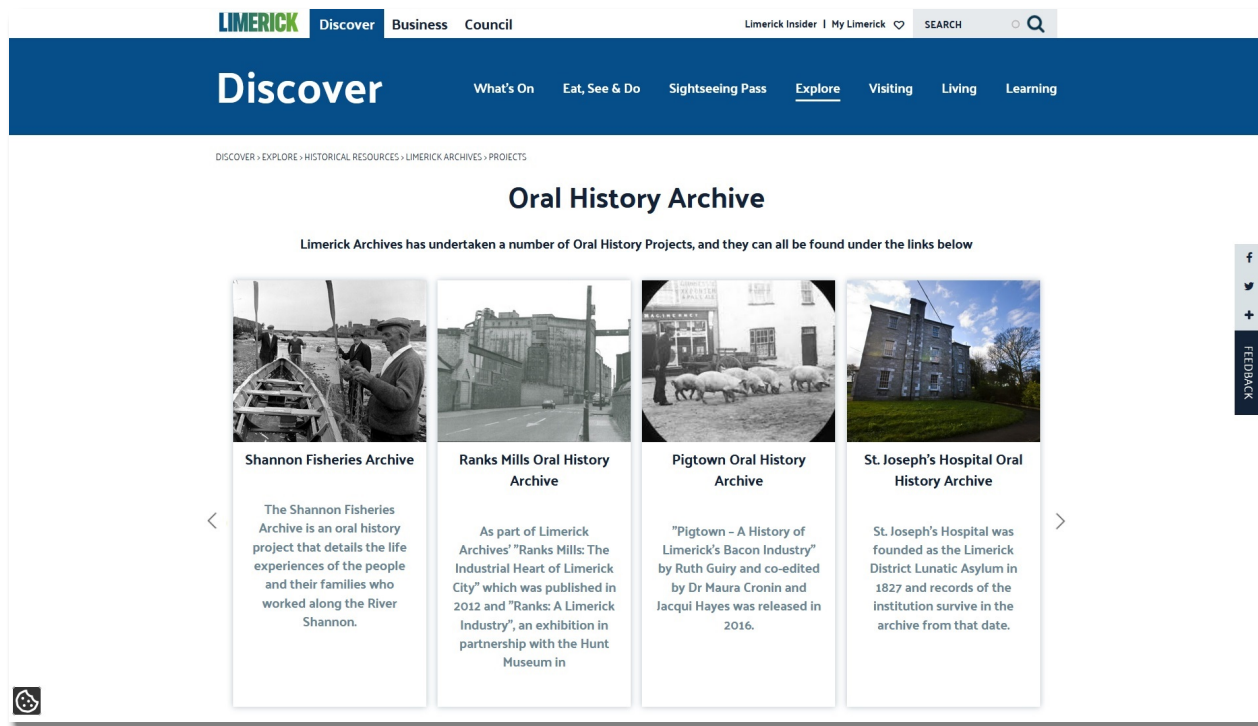 LIMERICK Discover Business Council Limerick Insider | My Limerick SEARCH
Discover What's On Eat, See & Do Sightseeing Pass Explore Visiting Living Learning
DISCOVER > EXPLORE > HISTORICAL RESOURCES > LIMERICK ARCHIVES > PROJECTS
Oral History Archive
Limerick Archives has undertaken a number of Oral History Projects, and they can all be found under the links below
Shannon Fisheries Archive
The Shannon Fisheries
Archive is an oral history
project that details the life
experiences of the people
and their families who
worked along the River
Shannon.
Ranks Mills Oral History
Archive
As part of Limerick
Archives' "Ranks Mills: The
Industrial Heart of Limerick
City" which was published in
2012 and "Ranks: A Limerick
Industry", an exhibition in
partnership with the Hunt
Museum in
Pigtown Oral History
Archive
"Pigtown – A History of
Limerick's Bacon Industry"
by Ruth Guiry and co-edited
by Dr Maura Cronin and
Jacqui Hayes was released in
2016.
St. Joseph's Hospital Oral
History Archive
St. Joseph's Hospital was
founded as the Limerick
District Lunatic Asylum in
1827 and records of the
institution survive in the
archive from that date.
FEEDBACK